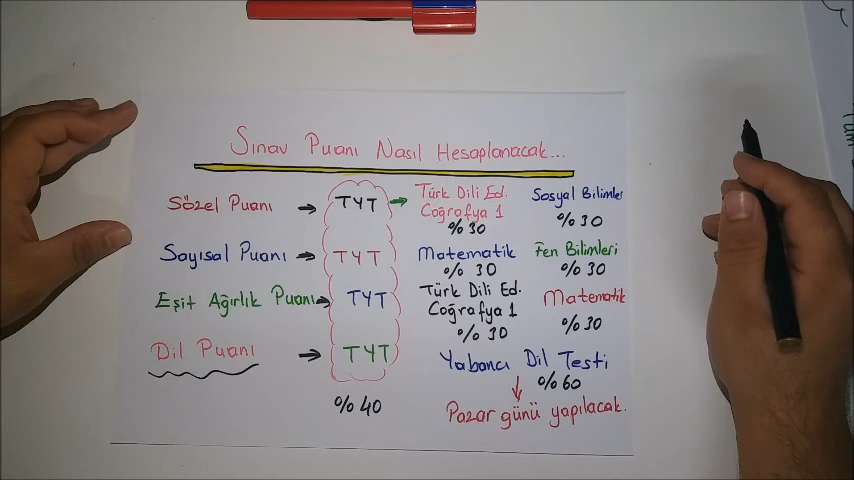 Sınav Puanı Nasıl Hesaplanacak...
Sözel Puanı → TYT → Türk Dili Ed. Sosyal Bilimler
Coğrafya 1
%30 %30
Sayısal Puanı → TYT Matematik Fen Bilimleri
%30 %30
Eşit Ağırlık Puanı → TYT Türk Dili Ed. Matematik
Coğrafya 1
%30 %30
Dil Puanı → TYT Yabancı Dil Testi
%60
%40 Pazar günü yapılacak.